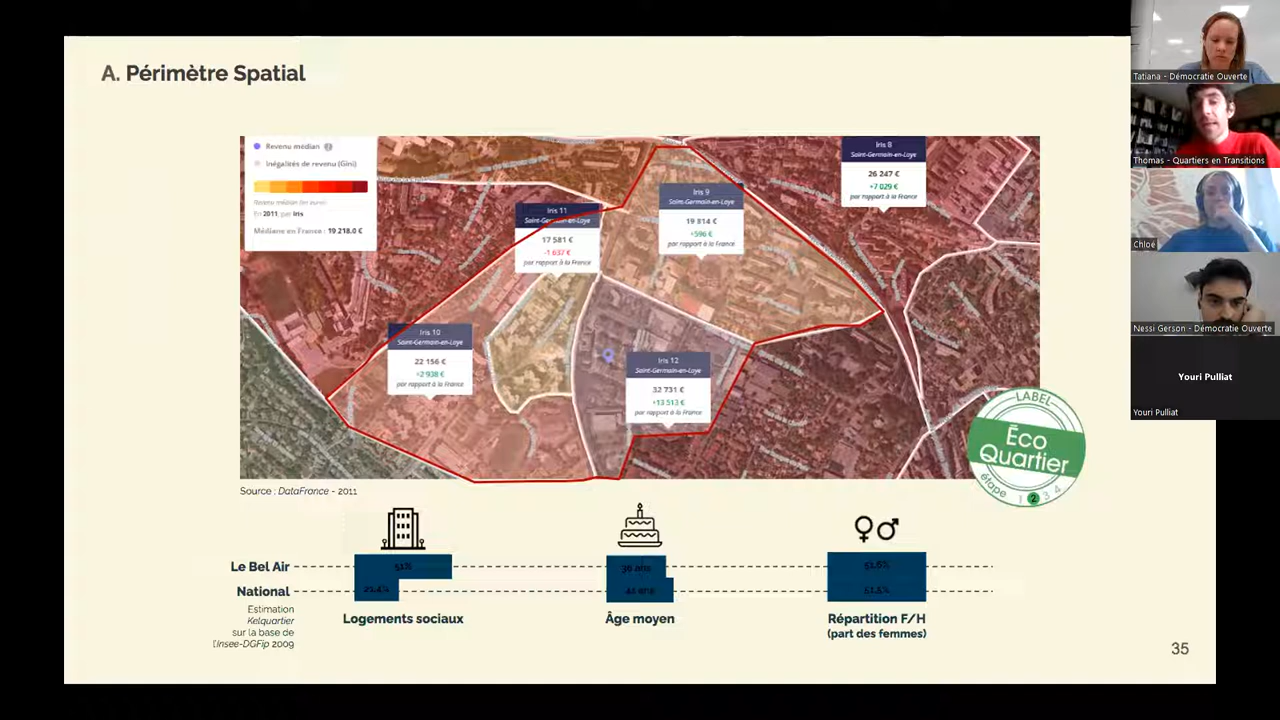 A. Périmètre Spatial
Revenu médian
Inégalités de revenu (Gini)
En 2011 par Iris
Médiane en France : 19 218.0 €
Iris 11
Saint-Germain-en-Laye
17 581 €
-1 637 €
par rapport à la France
Iris 9
Saint-Germain-en-Laye
19 814 €
+596 €
par rapport à la France
Iris 8
Saint-Germain-en-Laye
26 247 €
+7 029 €
par rapport à la France
Iris 10
Saint-Germain-en-Laye
22 156 €
+2 938 €
par rapport à la France
Iris 12
Saint-Germain-en-Laye
32 731 €
+13 513 €
par rapport à la France
LABEL
Éco
Quartier
étape 1 2 3 4
Source : DataFrance - 2011
Le Bel Air
51%
36 ans
51,6%
National
41 ans
Estimation
Kelquartier
sur la base de
l'Insee-DGFip 2009
Logements sociaux
Âge moyen
Répartition F/H
(part des femmes)
35
Tatiana - Démocratie Ouverte
Thomas - Quartiers en Transitions
Chloé
Nessi Gerson - Démocratie Ouverte
Youri Pulliat
Youri Pulliat